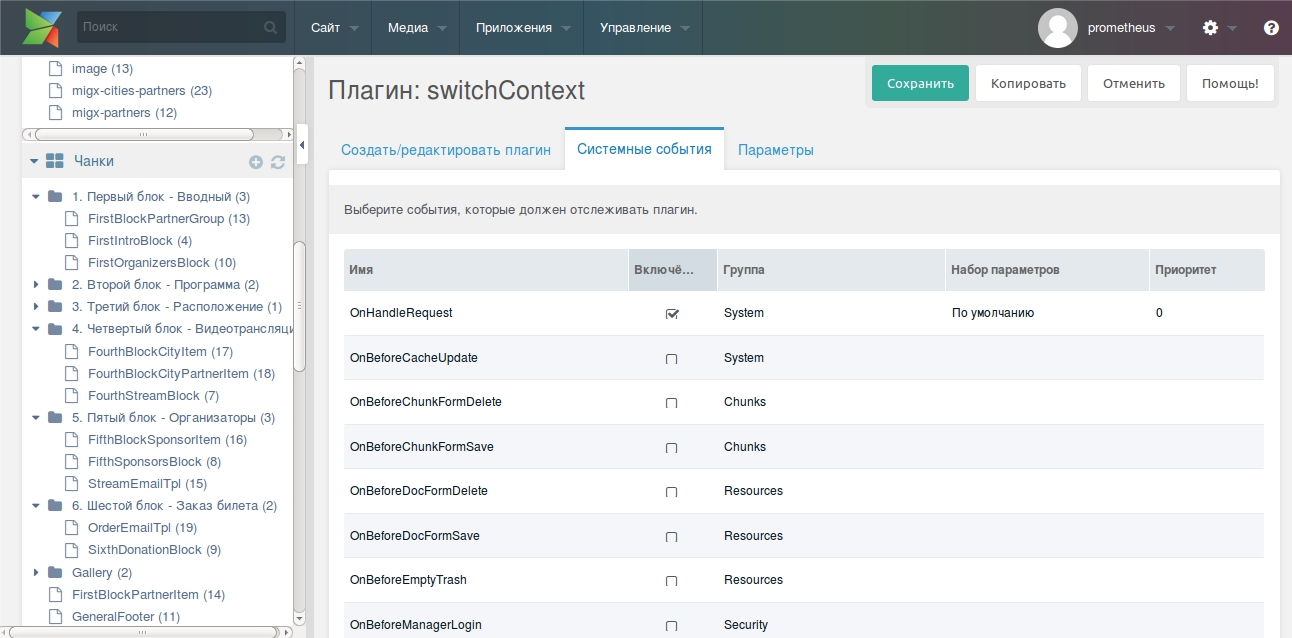 Поиск
Сайт
Медиа
Приложения
Управление
prometheus
image (13)
migx-cities-partners (23)
migx-partners (12)
Чанки
1. Первый блок - Вводный (3)
FirstBlockPartnerGroup (13)
FirstIntroBlock (4)
FirstOrganizersBlock (10)
2. Второй блок - Программа (2)
3. Третий блок - Расположение (1)
4. Четвертый блок - Видеотрансляци
FourthBlockCityItem (17)
FourthBlockCityPartnerItem (18)
FourthStreamBlock (7)
5. Пятый блок - Организаторы (3)
FifthBlockSponsorItem (16)
FifthSponsorsBlock (8)
StreamEmailTpl (15)
6. Шестой блок - Заказ билета (2)
OrderEmailTpl (19)
SixthDonationBlock (9)
Gallery (2)
FirstBlockPartnerItem (14)
GeneralFooter (11)
Плагин: switchContext
Сохранить
Копировать
Отменить
Помощь!
Создать/редактировать плагин
Системные события
Параметры
Выберите события, которые должен отслеживать плагин.
Имя Включё... Группа Набор параметров Приоритет
OnHandleRequest System По умолчанию 0
OnBeforeCacheUpdate System
OnBeforeChunkFormDelete Chunks
OnBeforeChunkFormSave Chunks
OnBeforeDocFormDelete Resources
OnBeforeDocFormSave Resources
OnBeforeEmptyTrash Resources
OnBeforeManagerLogin Security